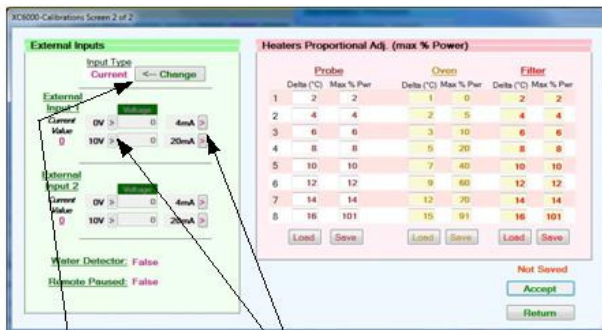 XC6000-Calibrations Screen 2 of 2
External Inputs
Input Type
Current <-- Change
External Input 1
Voltage
Current Value
0
0V > 0 4mA >
10V > 0 20mA >
External Input 2
Voltage
Current Value
0
0V > 0 4mA >
10V > 0 20mA >
Water Detector: False
Remote Paused: False
Heaters Proportional Adj. (max % Power)
Probe Oven Filter
Delta (°C) Max % Pwr Delta (°C) Max % Pwr Delta (°C) Max % Pwr
1 2 2 1 0 2 2
2 4 4 2 5 4 4
3 6 6 3 10 6 6
4 8 8 5 20 8 8
5 10 10 7 40 10 10
6 12 12 9 60 12 12
7 14 14 12 70 14 14
8 16 101 15 91 16 101
Load Save Load Save Load Save
Not Saved
Accept
Return